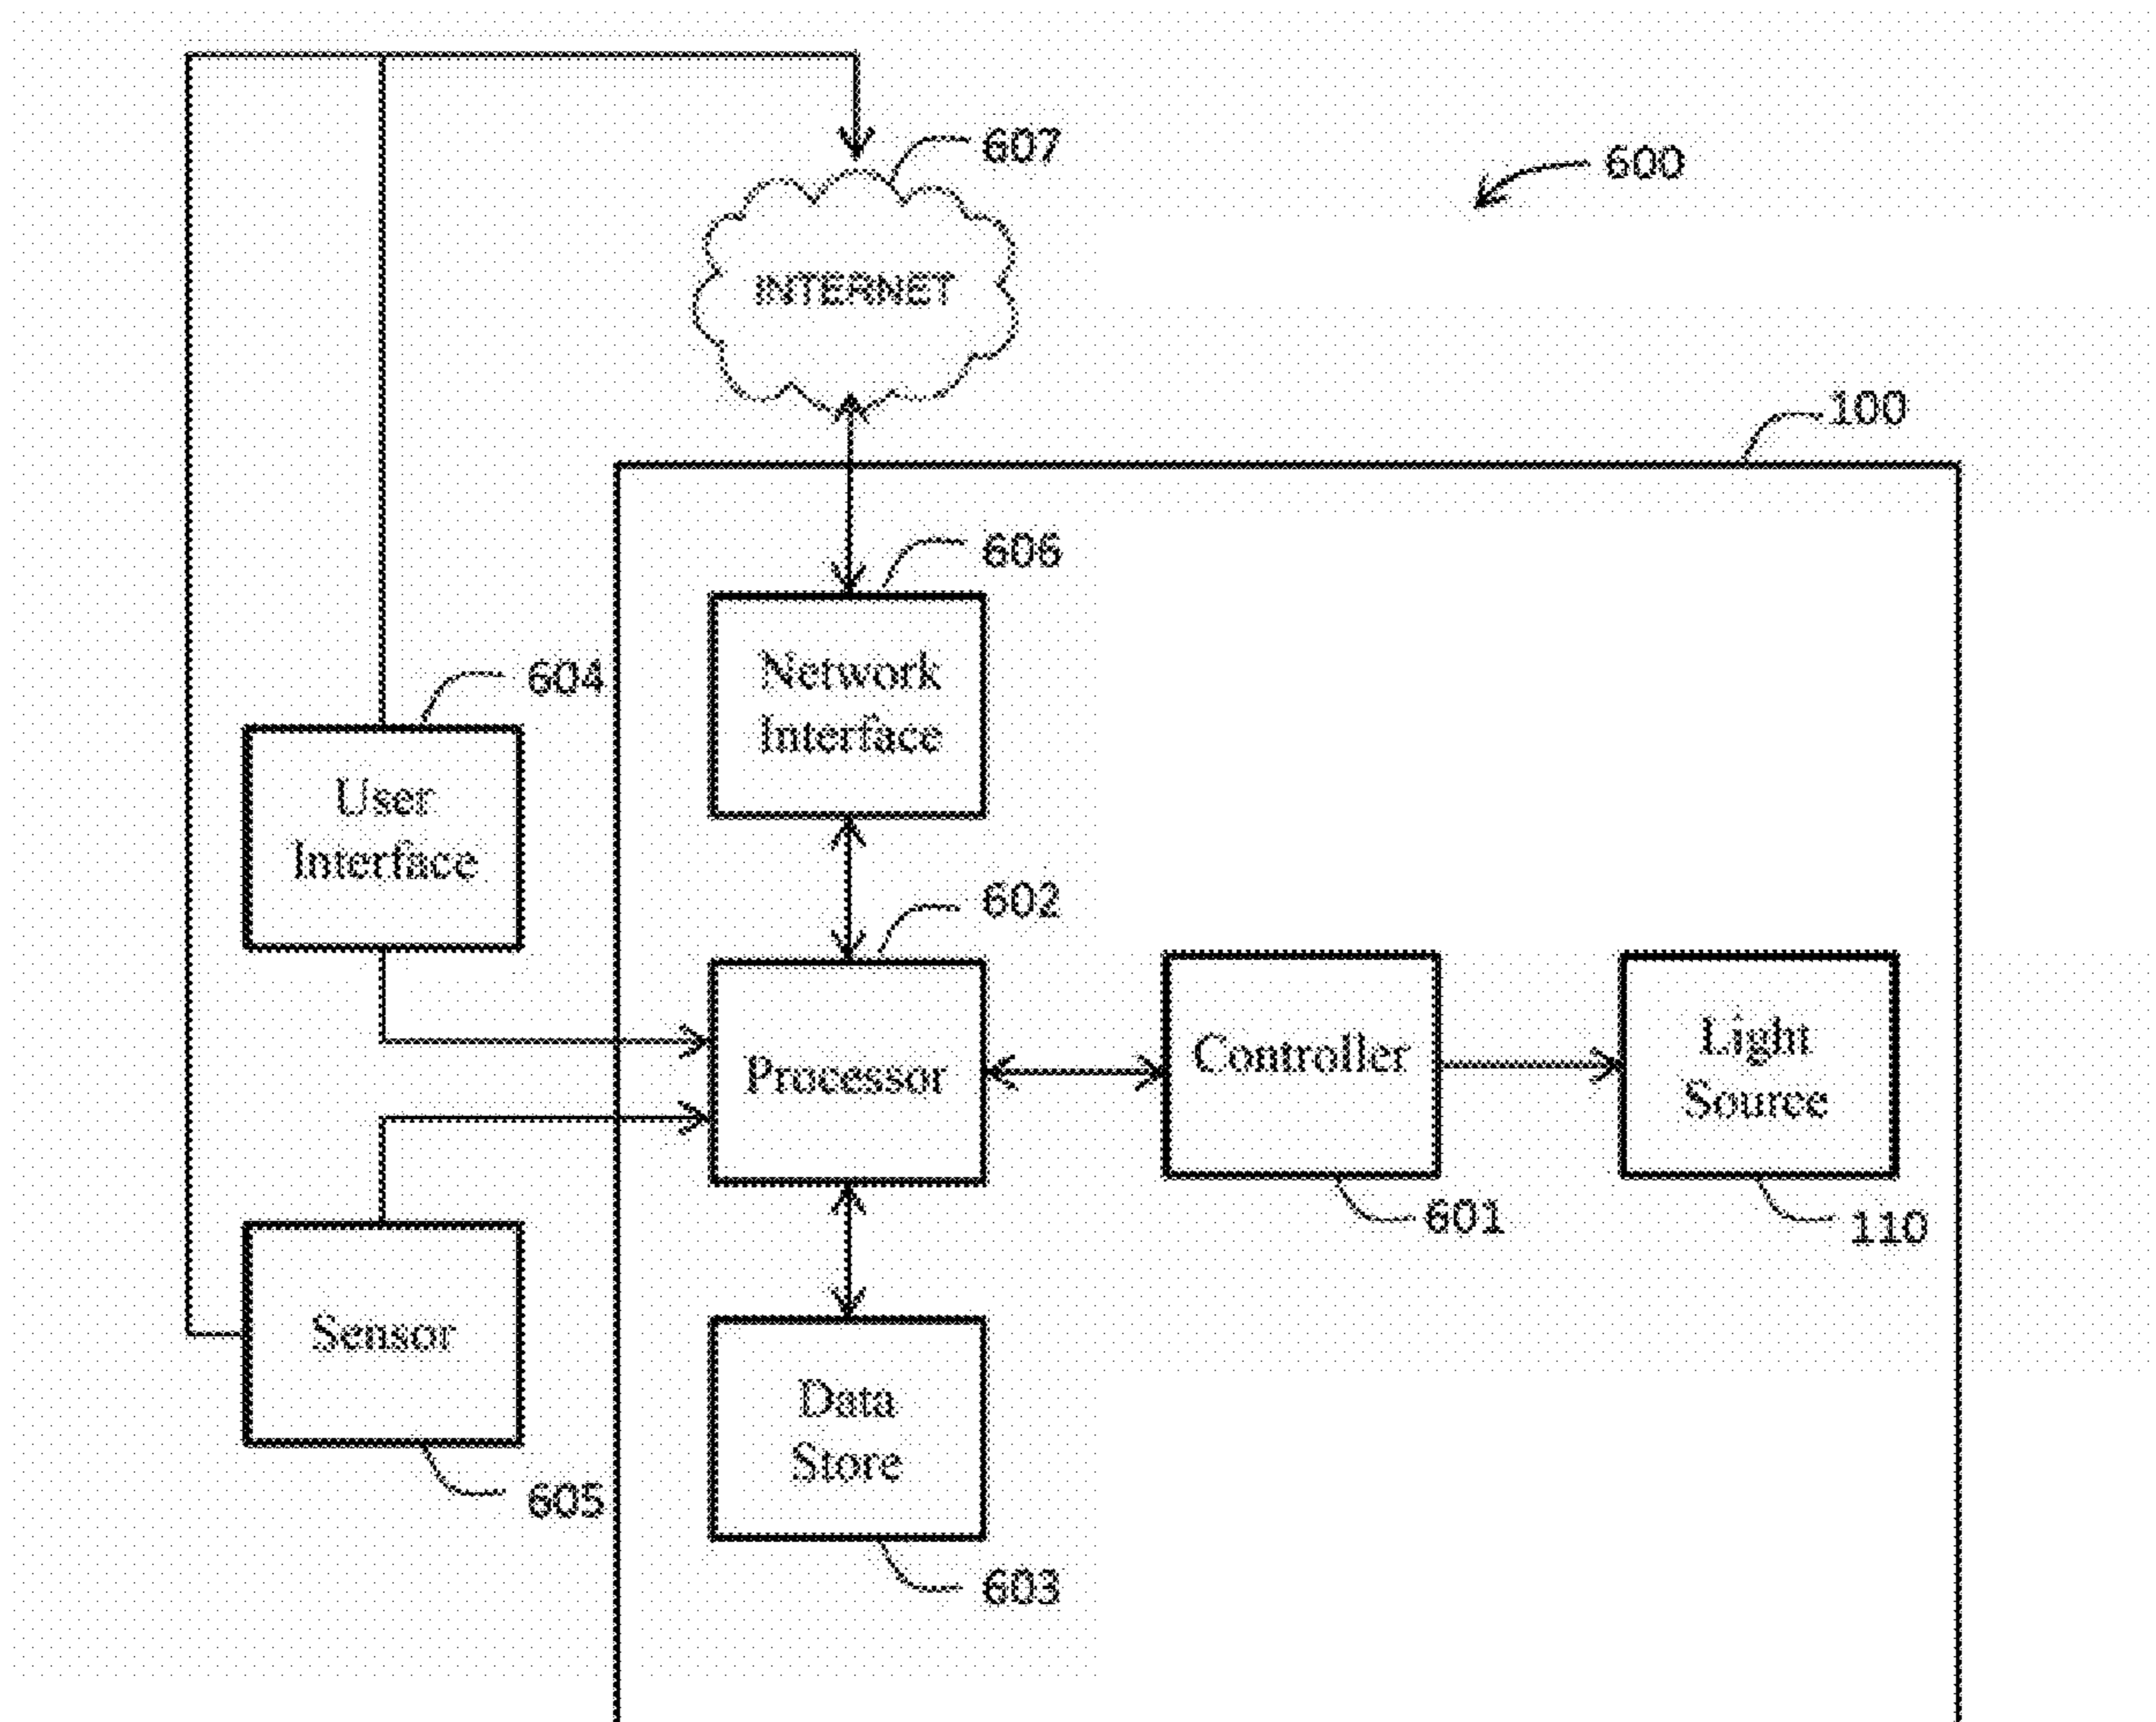 607
600
INTERNET
100
606
Network
Interface
604
User
Interface
602
Processor
Controller
Light
Source
601
110
Sensor
Data
Store
605
603